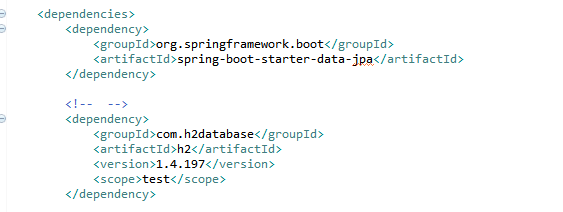 <dependencies>
<dependency>
<groupId>org.springframework.boot</groupId>
<artifactId>spring-boot-starter-data-jpa</artifactId>
</dependency>
<!--  -->
<dependency>
<groupId>com.h2database</groupId>
<artifactId>h2</artifactId>
<version>1.4.197</version>
<scope>test</scope>
</dependency>